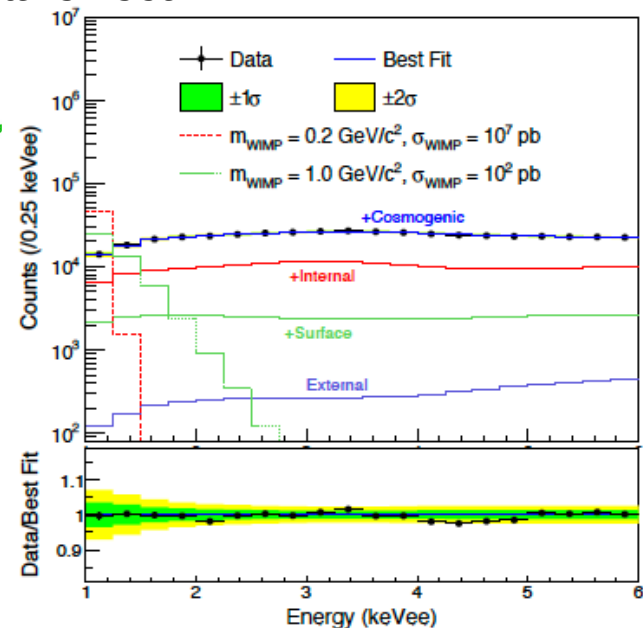 10⁷
10⁶
10⁵
10⁴
10³
10²
Counts (/0.25 keVee)
Data
Best Fit
±1σ
±2σ
m_WIMP = 0.2 GeV/c², σ_WIMP = 10⁷ pb
m_WIMP = 1.0 GeV/c², σ_WIMP = 10² pb
+Cosmogenic
+Internal
+Surface
External
Data/Best Fit
1.1
1
0.9
1 2 3 4 5 6
Energy (keVee)